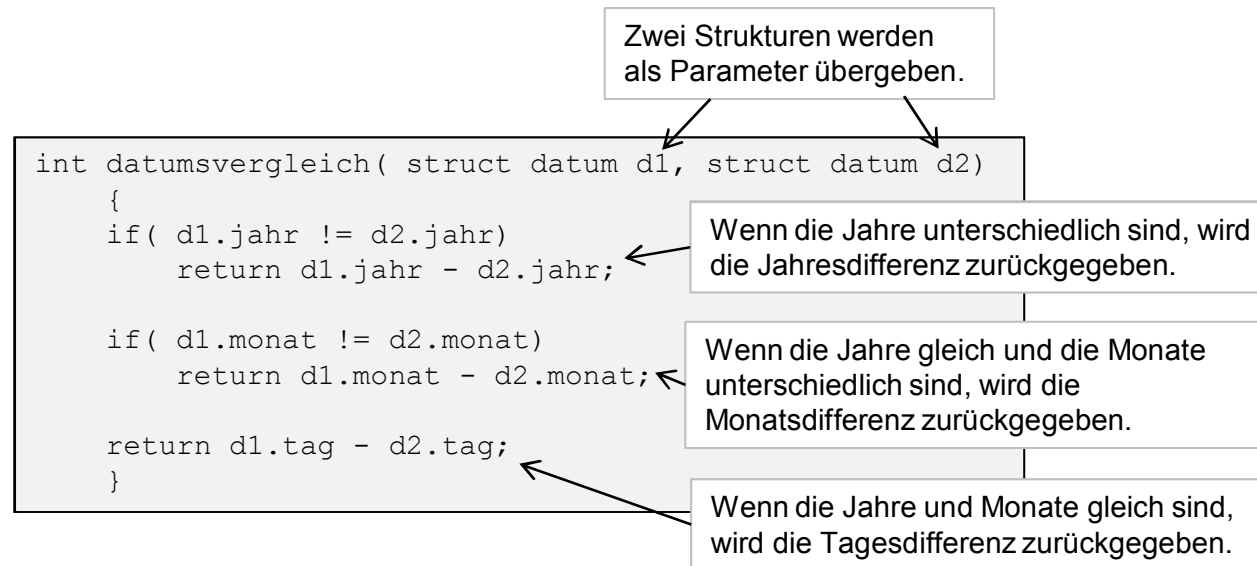 Zwei Strukturen werden
als Parameter übergeben.
int datumsvergleich( struct datum d1, struct datum d2)
{
if( d1.jahr != d2.jahr)
return d1.jahr - d2.jahr;
Wenn die Jahre unterschiedlich sind, wird
die Jahresdifferenz zurückgegeben.
if( d1.monat != d2.monat)
return d1.monat - d2.monat;
Wenn die Jahre gleich und die Monate
unterschiedlich sind, wird die
Monatsdifferenz zurückgegeben.
return d1.tag - d2.tag;
}
Wenn die Jahre und Monate gleich sind,
wird die Tagesdifferenz zurückgegeben.